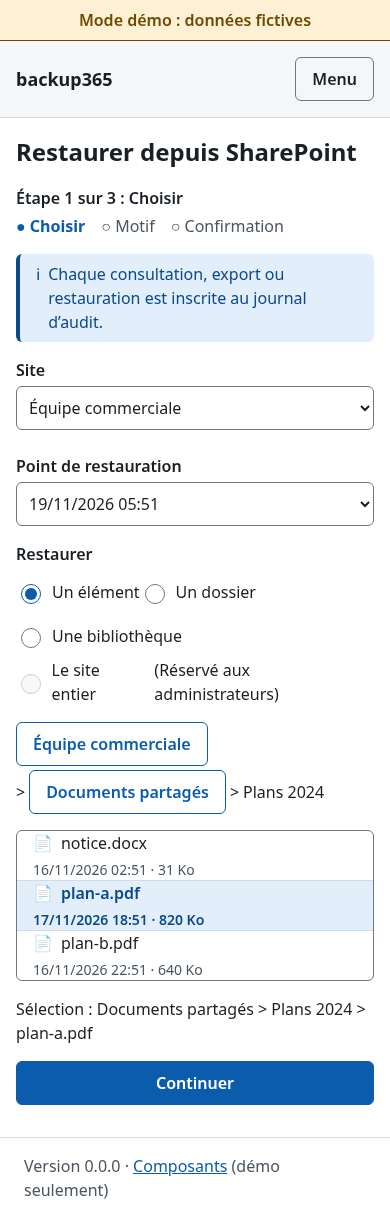 Mode démo : données fictives
backup365
Menu
Restaurer depuis SharePoint
Étape 1 sur 3 : Choisir
● Choisir ○ Motif ○ Confirmation
i Chaque consultation, export ou
restauration est inscrite au journal
d’audit.
Site
Équipe commerciale
Point de restauration
19/11/2026 05:51
Restaurer
Un élément
Un dossier
Une bibliothèque
Le site
entier
(Réservé aux
administrateurs)
Équipe commerciale
> Documents partagés > Plans 2024
notice.docx
16/11/2026 02:51 · 31 Ko
plan-a.pdf
17/11/2026 18:51 · 820 Ko
plan-b.pdf
16/11/2026 22:51 · 640 Ko
Sélection : Documents partagés > Plans 2024 >
plan-a.pdf
Continuer
Version 0.0.0 · Composants (démo
seulement)